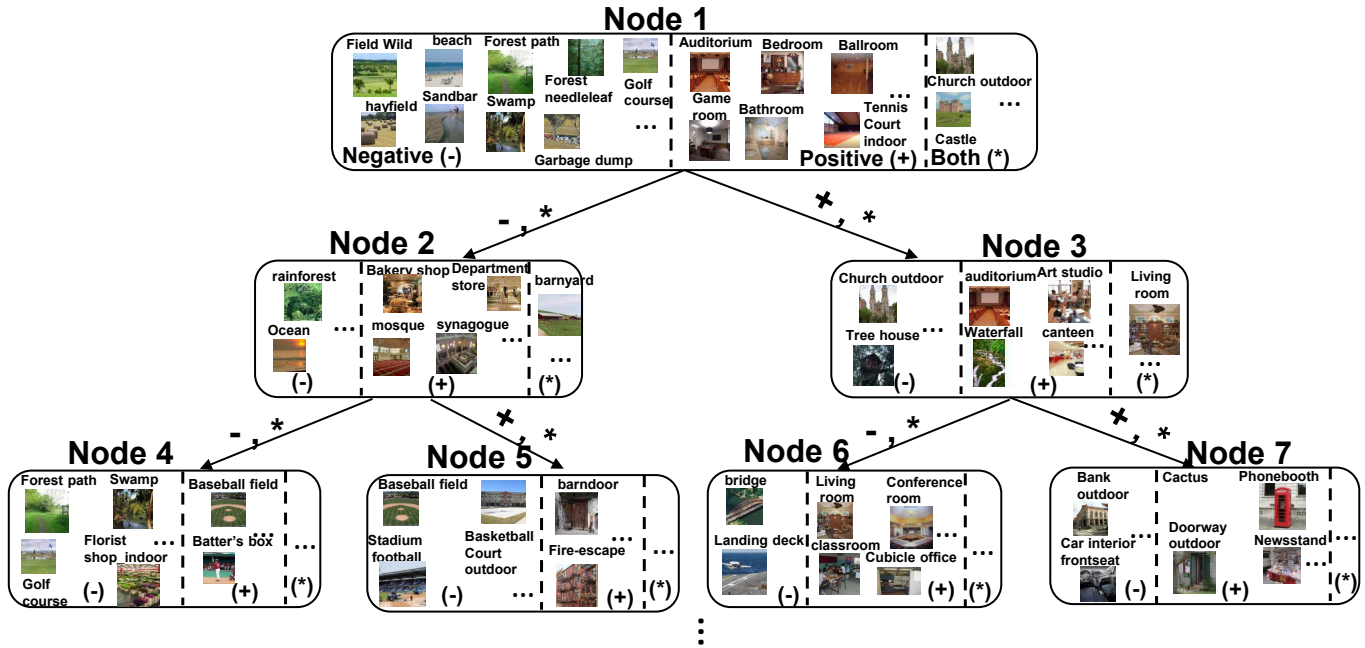 Node 1
Field Wild
beach
Forest path
Forest
needleleaf
Golf
course
hayfield
Sandbar
Swamp
...
Garbage dump
Negative (-)
Auditorium
Bedroom
Ballroom
...
Game
room
Bathroom
Tennis
Court
indoor
Positive (+)
Church outdoor
...
Castle
Both (*)
- , *
+, *
Node 2
rainforest
...
Ocean
(-)
Bakery shop
Department
store
mosque
synagogue
...
(+)
barnyard
...
(*)
Node 3
Church outdoor
...
Tree house
(-)
auditorium
Art studio
Waterfall
canteen
...
(+)
Living
room
...
(*)
- , *
+, *
- , *
+, *
Node 4
Forest path
Swamp
Florist
shop_indoor
...
Golf
course
(-)
Baseball field
...
Batter's box
(+)
...
(*)
Node 5
Baseball field
Stadium
football
Basketball
Court
outdoor
(-)
...
barndoor
...
Fire-escape
(+)
...
(*)
Node 6
bridge
...
Landing deck
(-)
Living
room
Conference
room
...
classroom
Cubicle office
(+)
...
(*)
Node 7
Bank
outdoor
...
Car interior
frontseat
(-)
Cactus
Phonebooth
Doorway
outdoor
Newsstand
...
(+)
...
(*)
...